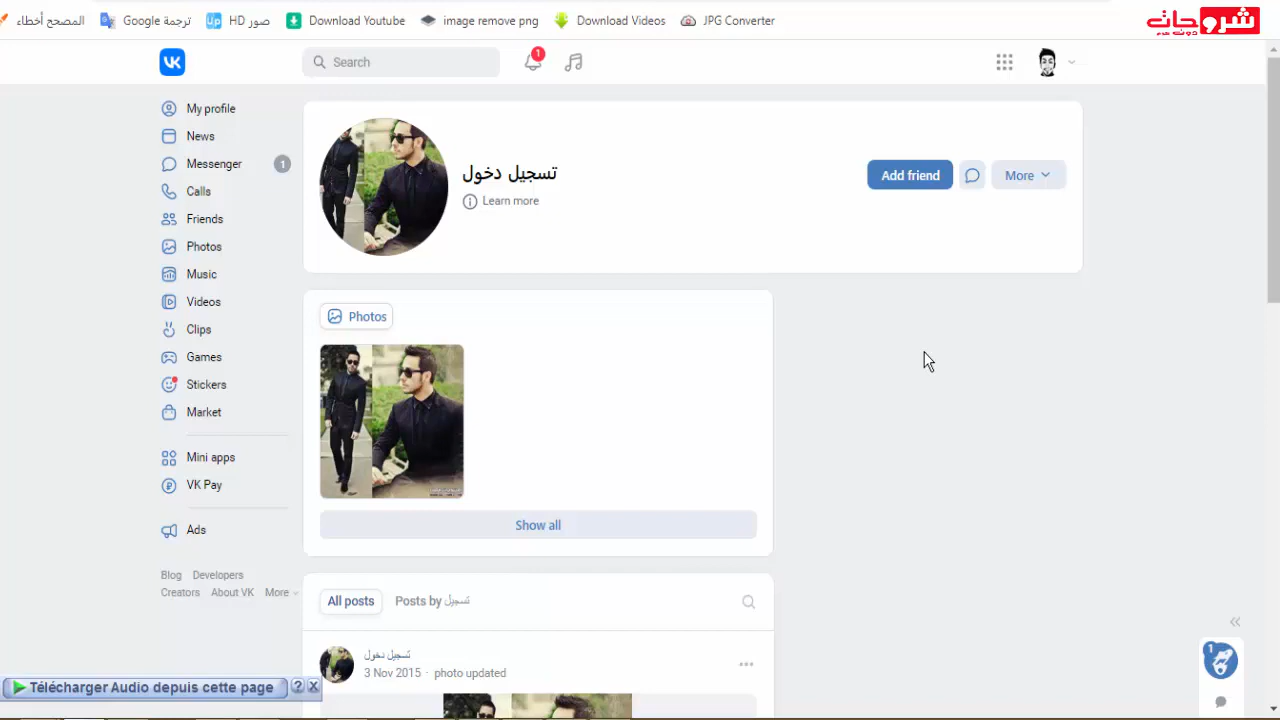 المصحح أخطاء
ترجمة Google
صور HD
Download Youtube
image remove png
Download Videos
JPG Converter
شروحات
Search
1
My profile
News
Messenger 1
Calls
Friends
Photos
Music
Videos
Clips
Games
Stickers
Market
Mini apps
VK Pay
Ads
Blog Developers
Creators About VK More
تسجيل دخول
Learn more
Add friend
More
Photos
Show all
All posts
Posts by تسجيل
تسجيل دخول
3 Nov 2015 · photo updated
Télécharger Audio depuis cette page
? X
1